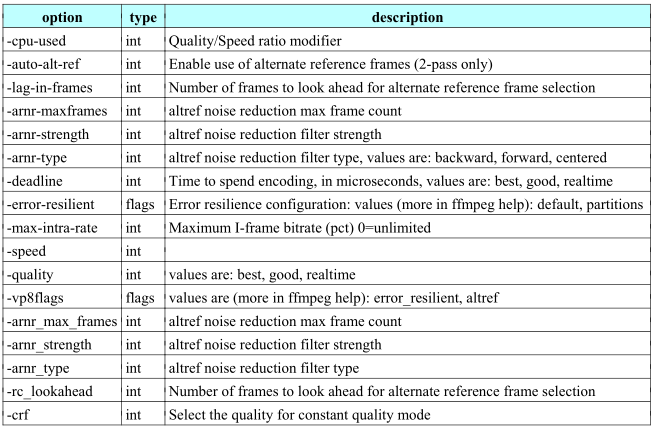 option type description
-cpu-used int Quality/Speed ratio modifier
-auto-alt-ref int Enable use of alternate reference frames (2-pass only)
-lag-in-frames int Number of frames to look ahead for alternate reference frame selection
-arnr-maxframes int altref noise reduction max frame count
-arnr-strength int altref noise reduction filter strength
-arnr-type int altref noise reduction filter type, values are: backward, forward, centered
-deadline int Time to spend encoding, in microseconds, values are: best, good, realtime
-error-resilient flags Error resilience configuration: values (more in ffmpeg help): default, partitions
-max-intra-rate int Maximum I-frame bitrate (pct) 0=unlimited
-speed int
-quality int values are: best, good, realtime
-vp8flags flags values are (more in ffmpeg help): error_resilient, altref
-arnr_max_frames int altref noise reduction max frame count
-arnr_strength int altref noise reduction filter strength
-arnr_type int altref noise reduction filter type
-rc_lookahead int Number of frames to look ahead for alternate reference frame selection
-crf int Select the quality for constant quality mode